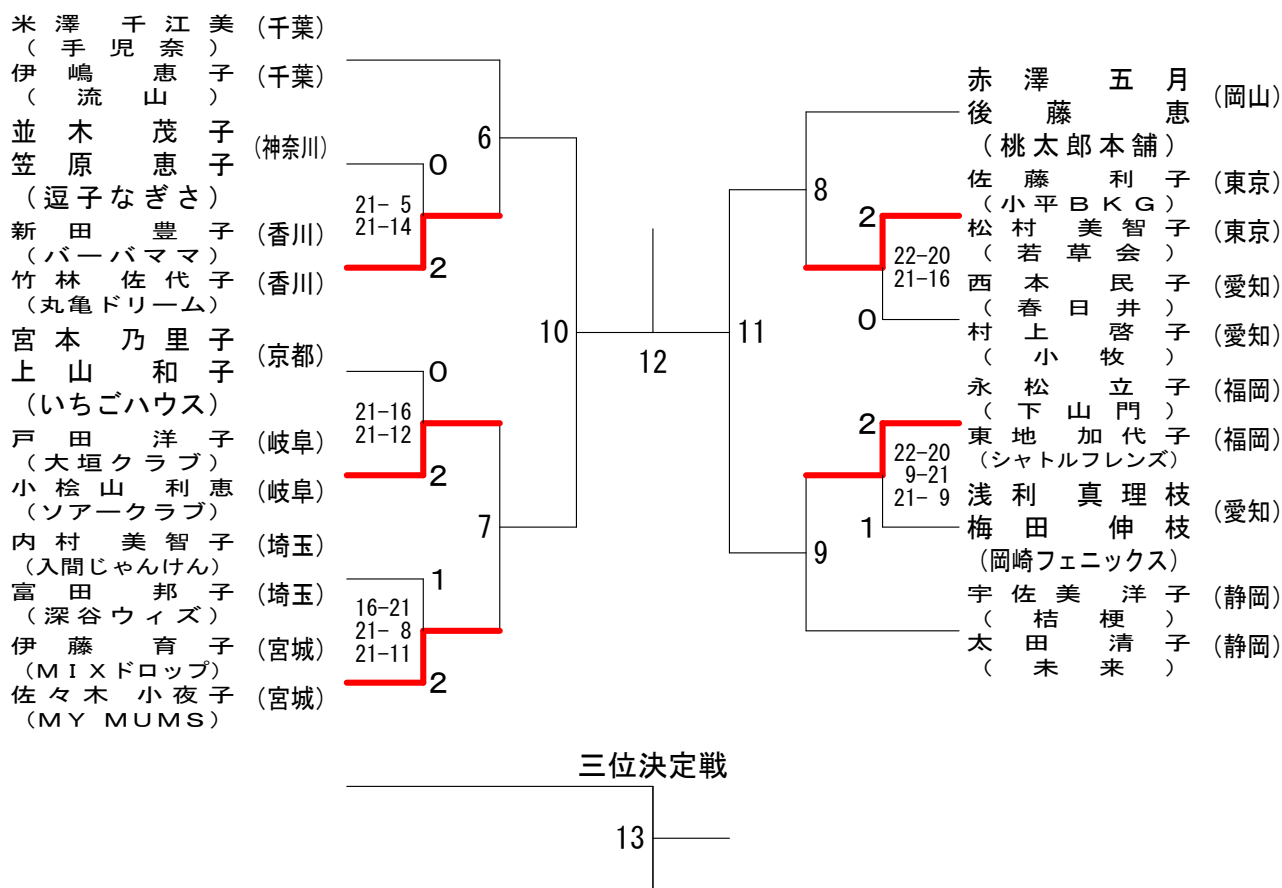 米澤 千江美 (千葉)
(手児奈)
伊嶋 恵子 (千葉)
(流山)
並木 茂子
(神奈川)
笠原 恵子
(逗子なぎさ)
新田 豊子 (香川)
(バーバママ)
竹林 佐代子 (香川)
(丸亀ドリーム)
宮本 乃里子
(京都)
上山 和子
(いちごハウス)
戸田 洋子 (岐阜)
(大垣クラブ)
小桧山 利恵 (岐阜)
(ソアークラブ)
内村 美智子 (埼玉)
(入間じゃんけん)
富田 邦子 (埼玉)
(深谷ウィズ)
伊藤 育子 (宮城)
(MIXドロップ)
佐々木 小夜子 (宮城)
(MY MUMS)
0
21- 5
21-14
2
6
0
21-16
21-12
2
1
16-21
21- 8
21-11
2
7
10
12
11
8
2
22-20
21-16
0
2
22-20
9-21
21- 9
1
9
赤澤 五月
(岡山)
後藤 恵
(桃太郎本舗)
佐藤 利子 (東京)
(小平BKG)
松村 美智子 (東京)
(若草会)
西本 民子 (愛知)
(春日井)
村上 啓子 (愛知)
(小牧)
永松 立子 (福岡)
(下山門)
東地 加代子 (福岡)
(シャトルフレンズ)
浅利 真理枝
(愛知)
梅田 伸枝
(岡崎フェニックス)
宇佐美 洋子 (静岡)
(桔梗)
太田 清子 (静岡)
(未来)
三位決定戦
13